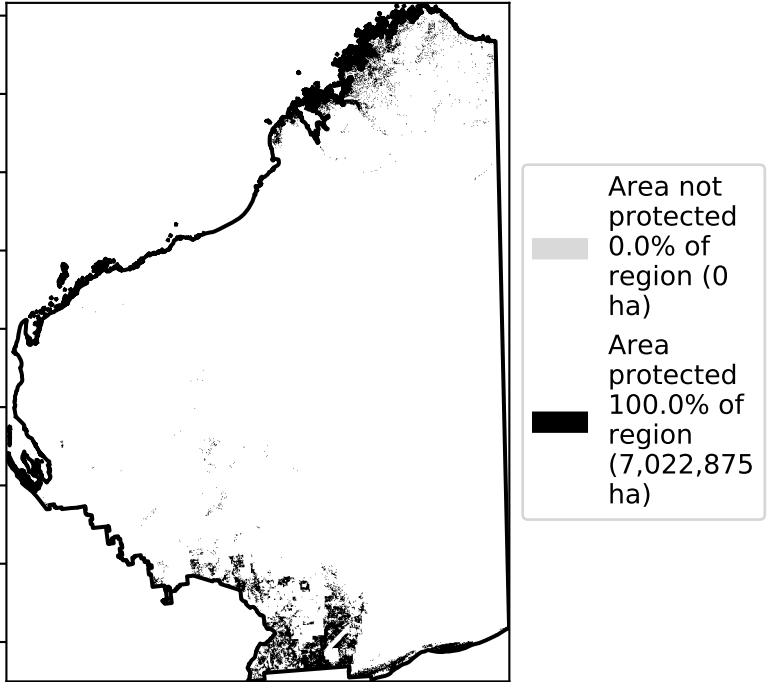 Area not
protected
0.0% of
region (0
ha)
Area
protected
100.0% of
region
(7,022,875
ha)